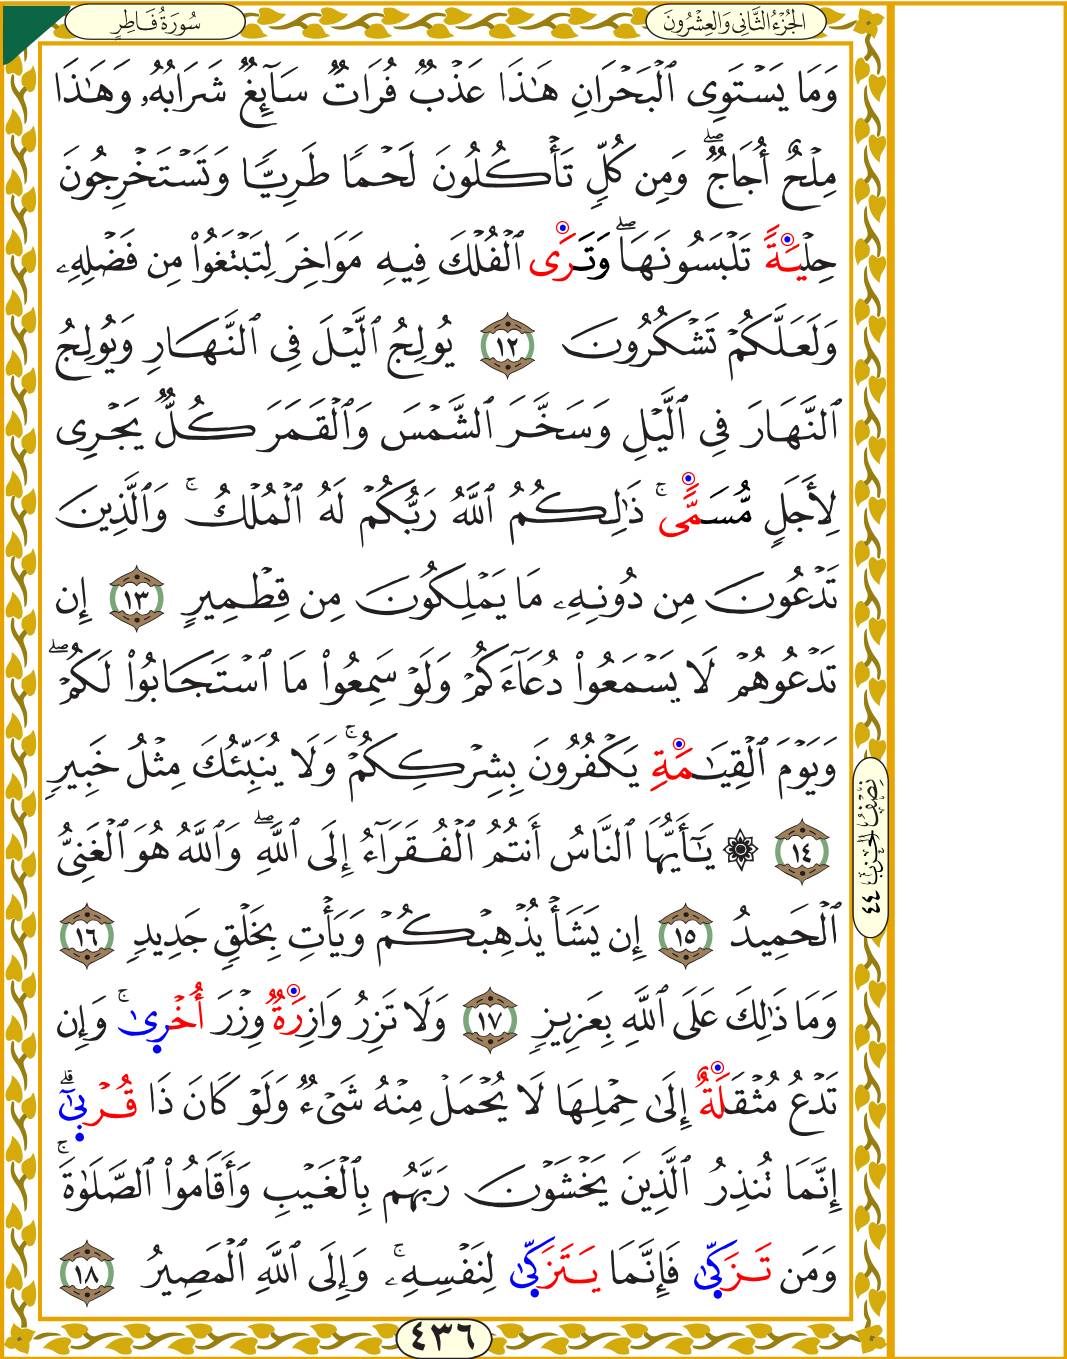 سُورَةُ فَاطِرٍ
الجُزْءُ الثَّانِي وَالعِشْرُونَ
وَمَا يَسْتَوِى ٱلْبَحْرَانِ هَٰذَا عَذْبٌ فُرَاتٌ سَآئِغٌ شَرَابُهُۥ وَهَٰذَا
مِلْحٌ أُجَاجٌ ۖ وَمِن كُلٍّ تَأْكُلُونَ لَحْمًا طَرِيًّا وَتَسْتَخْرِجُونَ
حِلْيَةً تَلْبَسُونَهَا ۖ وَتَرَى ٱلْفُلْكَ فِيهِ مَوَاخِرَ لِتَبْتَغُوا۟ مِن فَضْلِهِۦ
وَلَعَلَّكُمْ تَشْكُرُونَ ١٢ يُولِجُ ٱلَّيْلَ فِى ٱلنَّهَارِ وَيُولِجُ
ٱلنَّهَارَ فِى ٱلَّيْلِ وَسَخَّرَ ٱلشَّمْسَ وَٱلْقَمَرَ كُلٌّ يَجْرِى
لِأَجَلٍ مُّسَمًّى ۚ ذَٰلِكُمُ ٱللَّهُ رَبُّكُمْ لَهُ ٱلْمُلْكُ ۚ وَٱلَّذِينَ
تَدْعُونَ مِن دُونِهِۦ مَا يَمْلِكُونَ مِن قِطْمِيرٍ ١٣ إِن
تَدْعُوهُمْ لَا يَسْمَعُوا۟ دُعَآءَكُمْ وَلَوْ سَمِعُوا۟ مَا ٱسْتَجَابُوا۟ لَكُمْ ۖ
وَيَوْمَ ٱلْقِيَٰمَةِ يَكْفُرُونَ بِشِرْكِكُمْ ۚ وَلَا يُنَبِّئُكَ مِثْلُ خَبِيرٍ
١٤ ۞ يَٰٓأَيُّهَا ٱلنَّاسُ أَنتُمُ ٱلْفُقَرَآءُ إِلَى ٱللَّهِ ۖ وَٱللَّهُ هُوَ ٱلْغَنِىُّ
ٱلْحَمِيدُ ١٥ إِن يَشَأْ يُذْهِبْكُمْ وَيَأْتِ بِخَلْقٍ جَدِيدٍ ١٦
وَمَا ذَٰلِكَ عَلَى ٱللَّهِ بِعَزِيزٍ ١٧ وَلَا تَزِرُ وَازِرَةٌ وِزْرَ أُخْرَىٰ ۚ وَإِن
تَدْعُ مُثْقَلَةٌ إِلَىٰ حِمْلِهَا لَا يُحْمَلْ مِنْهُ شَىْءٌ وَلَوْ كَانَ ذَا قُرْبَىٰٓ ۗ
إِنَّمَا تُنذِرُ ٱلَّذِينَ يَخْشَوْنَ رَبَّهُم بِٱلْغَيْبِ وَأَقَامُوا۟ ٱلصَّلَوٰةَ ۚ
وَمَن تَزَكَّىٰ فَإِنَّمَا يَتَزَكَّىٰ لِنَفْسِهِۦ ۚ وَإِلَى ٱللَّهِ ٱلْمَصِيرُ ١٨
نِصْفُ الحِزْبِ ٤٤
٤٣٦